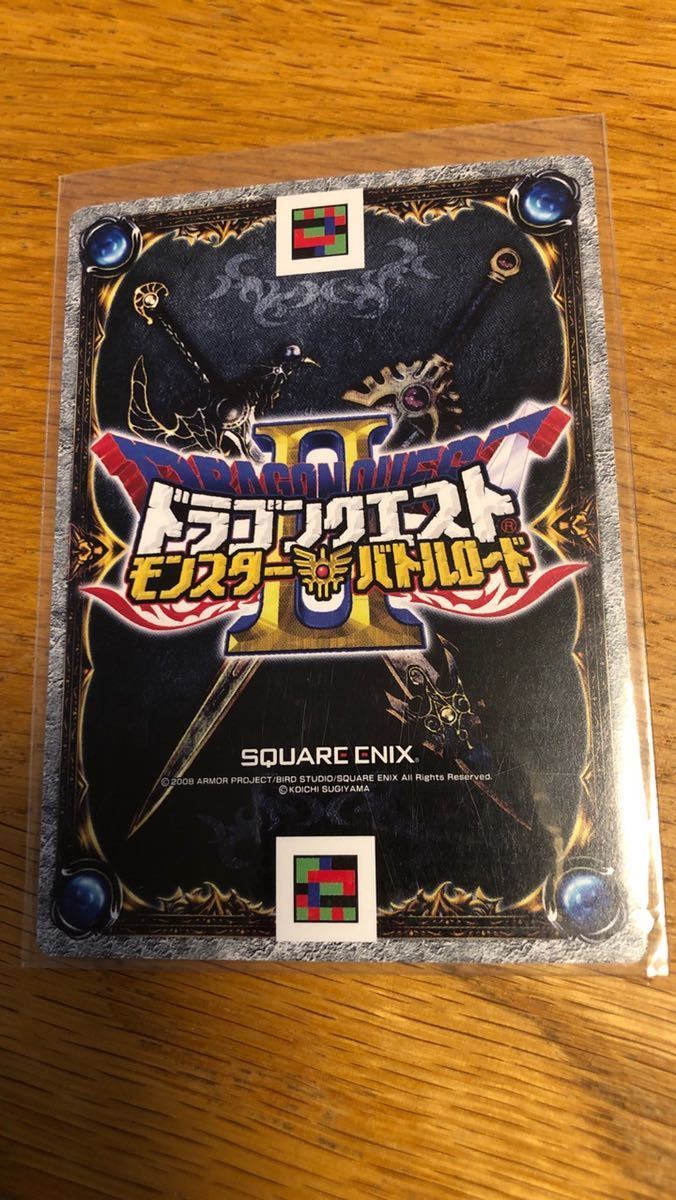 DRAGON QUEST
II
ドラゴンクエスト®
モンスターバトルロード
SQUARE ENIX®
©2008 ARMOR PROJECT/BIRD STUDIO/SQUARE ENIX All Rights Reserved.
©KOICHI SUGIYAMA